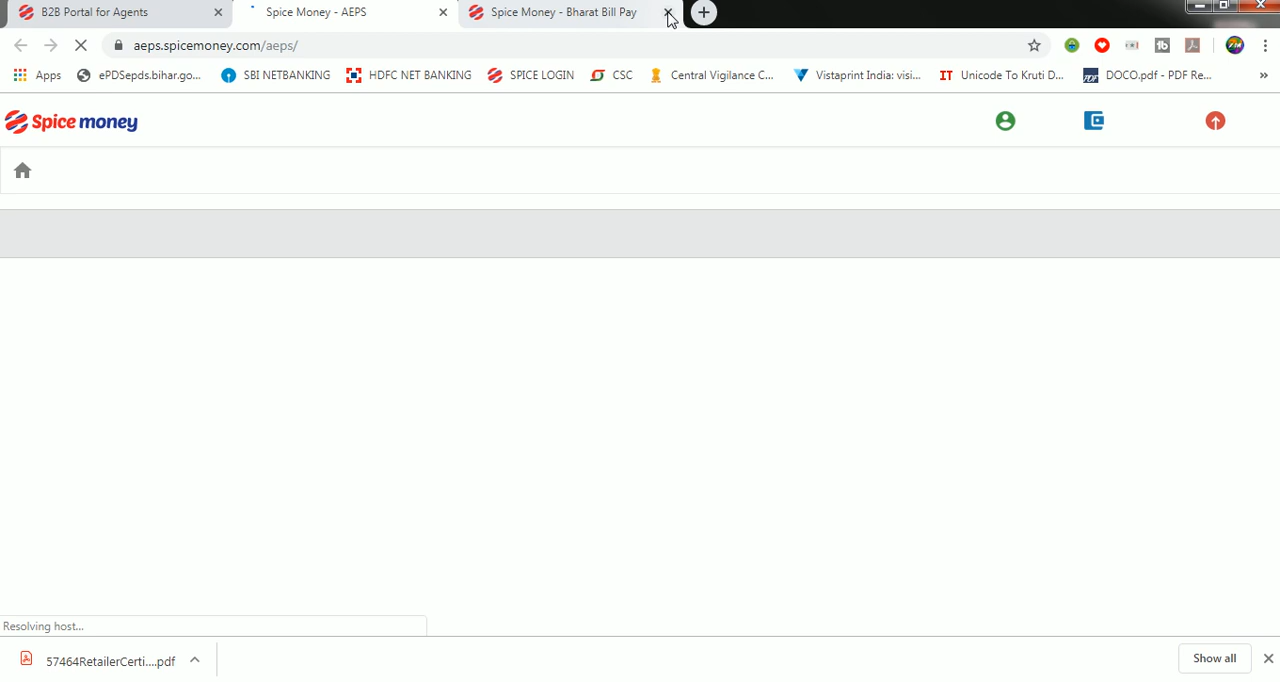 B2B Portal for Agents
Spice Money - AEPS
Spice Money - Bharat Bill Pay
aeps.spicemoney.com/aeps/
Apps
ePDSepds.bihar.go...
SBI NETBANKING
HDFC NET BANKING
SPICE LOGIN
CSC
Central Vigilance C...
Vistaprint India: visi...
IT Unicode To Kruti D...
DOCO.pdf - PDF Re...
»
Spice money
Resolving host...
57464RetailerCerti....pdf
Show all